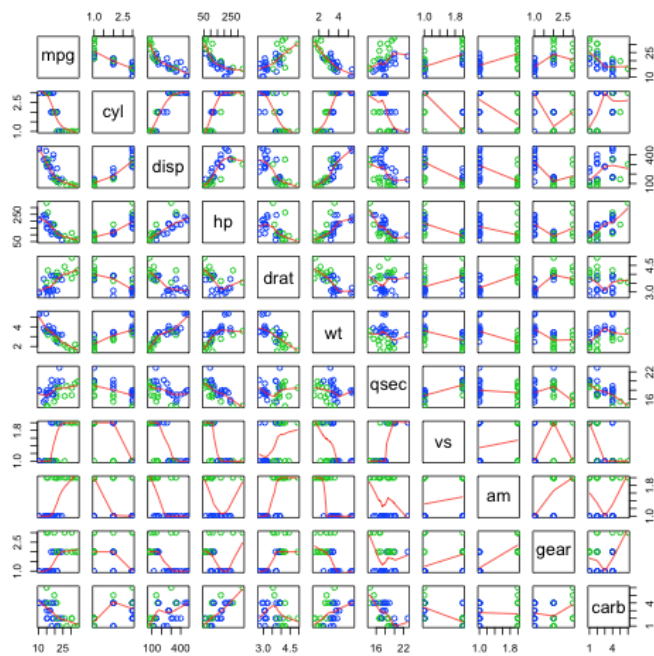 1.0 2.5 50 250 2 4 1.0 1.8 1.0 2.5
mpg 10 25
1.0 2.5 cyl
disp 100 400
50 250 hp
drat 3.0 4.5
2 4 wt
qsec 16 22
1.0 1.8 vs
am 1.0 1.8
1.0 2.5 gear
carb 1 4
10 25 100 400 3.0 4.5 16 22 1.0 1.8 1 4